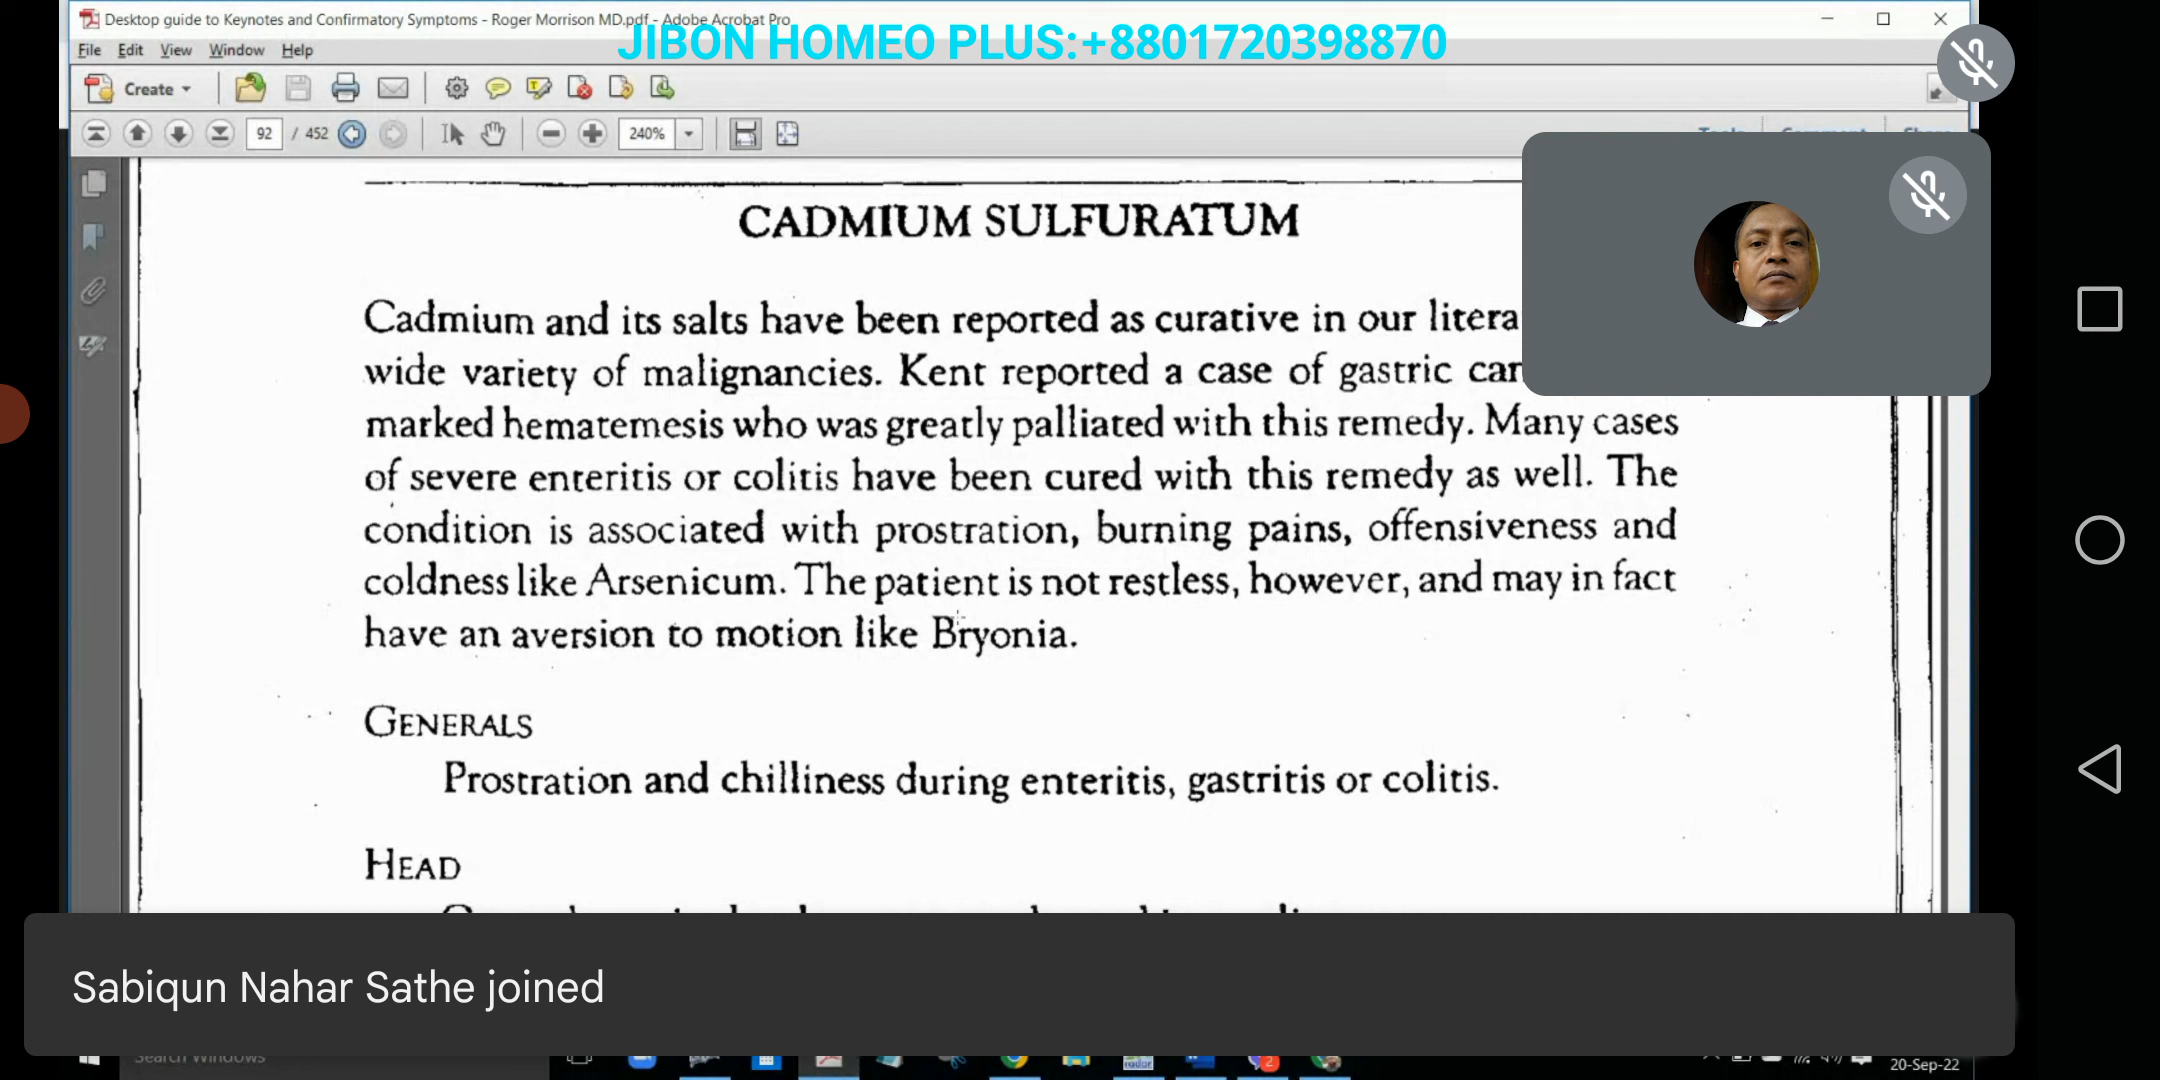 Desktop guide to Keynotes and Confirmatory Symptoms - Roger Morrison MD.pdf - Adobe Acrobat Pro
JIBON HOMEO PLUS:+8801720398870
File Edit View Window Help
Create
92 / 452 240%
CADMIUM SULFURATUM
Cadmium and its salts have been reported as curative in our
wide variety of malignancies. Kent reported a case of gastric
marked hematemesis who was greatly palliated with this remedy. Many cases
of severe enteritis or colitis have been cured with this remedy as well. The
condition is associated with prostration, burning pains, offensiveness and
coldness like Arsenicum. The patient is not restless, however, and may in fact
have an aversion to motion like Bryonia.
GENERALS
Prostration and chilliness during enteritis, gastritis or colitis.
HEAD
Sabiqun Nahar Sathe joined
Search Windows
20-Sep-22